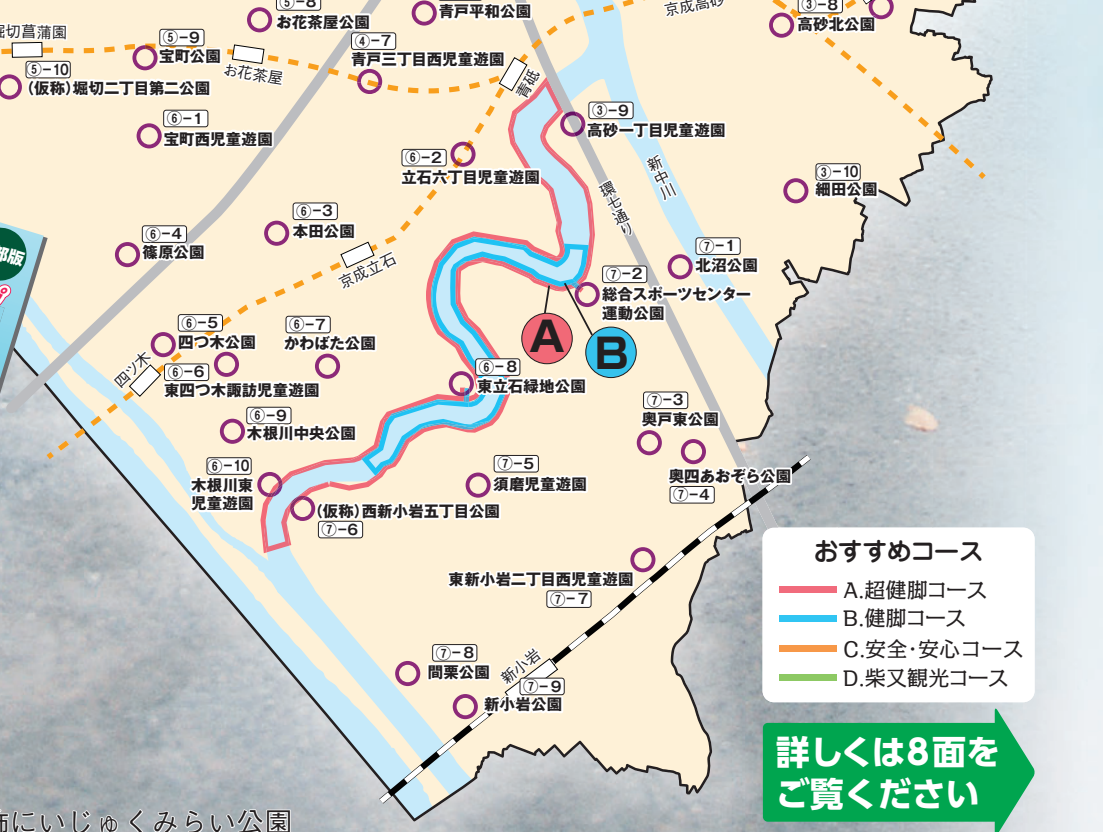 ⑤-8
お花茶屋公園
青戸平和公園
京成高砂
③-8
高砂北公園
堀切菖蒲園
⑤-9
宝町公園
お花茶屋
④-7
青戸三丁目西児童遊園
青砥
⑤-10
(仮称)堀切二丁目第二公園
⑥-1
宝町西児童遊園
③-9
高砂一丁目児童遊園
⑥-2
立石六丁目児童遊園
新中川
環七通り
③-10
細田公園
⑥-3
本田公園
⑥-4
篠原公園
京成立石
⑦-1
北沼公園
⑦-2
総合スポーツセンター
運動公園
A
B
⑥-5
四つ木公園
⑥-7
かわばた公園
四ツ木
⑥-6
東四つ木諏訪児童遊園
⑥-8
東立石緑地公園
⑥-9
木根川中央公園
⑦-3
奥戸東公園
奥四あおぞら公園
⑦-4
⑥-10
木根川東
児童遊園
⑦-5
須磨児童遊園
(仮称)西新小岩五丁目公園
⑦-6
東新小岩二丁目西児童遊園
⑦-7
⑦-8
間栗公園
新小岩
⑦-9
新小岩公園
おすすめコース
A.超健脚コース
B.健脚コース
C.安全・安心コース
D.柴又観光コース
詳しくは8面を
ご覧ください
飾にいじゅくみらい公園
部版